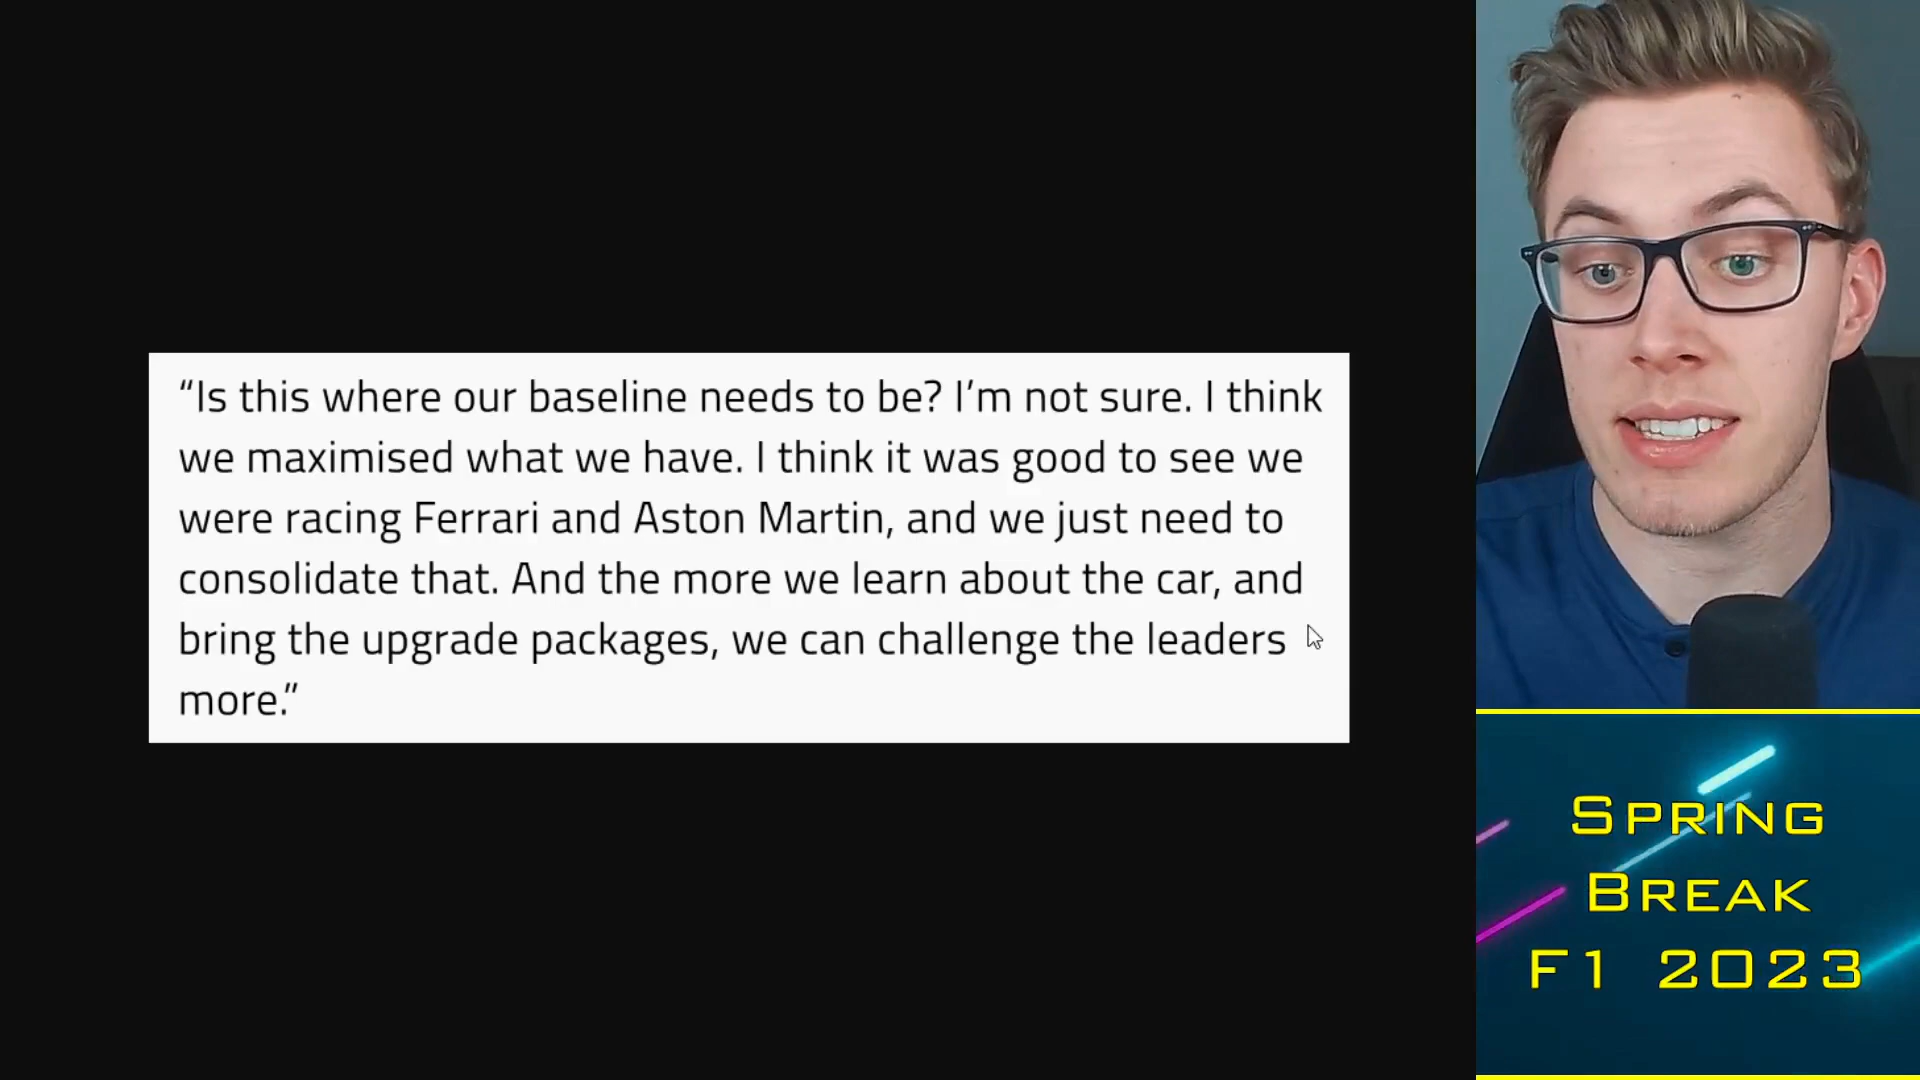 “Is this where our baseline needs to be? I’m not sure. I think
we maximised what we have. I think it was good to see we
were racing Ferrari and Aston Martin, and we just need to
consolidate that. And the more we learn about the car, and
bring the upgrade packages, we can challenge the leaders
more.”
SPRING
BREAK
F1 2023